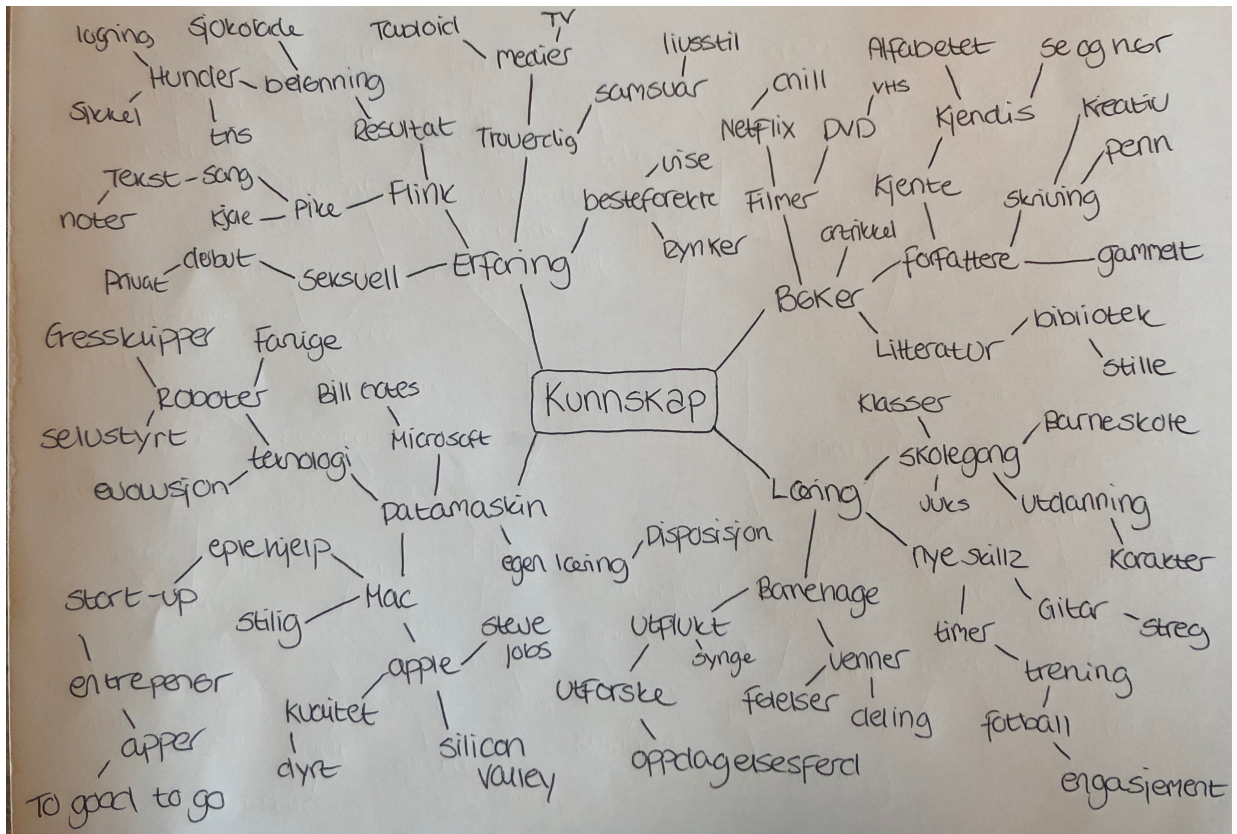 Kunnskap
Erfaring
Flink
Resultat
belønning
sjokolade
Hunder
logring
Sikkel
tris
Pike
sang
Tekst
noter
Seksuell
debut
Privat
Troverdig
medier
Tabloid
TV
samsvar
livsstil
besteforeldre
vise
rynker
Bøker
Filmer
Netflix
chill
DVD
VHS
artikkel
forfattere
Kjente
Kjendis
Alfabetet
se og nør
skriving
Kreativ
penn
gammelt
Litteratur
bibliotek
stille
Læring
skolegang
Klasser
Barneskole
Juks
Utdanning
Karakter
nye skillz
Gitar
streg
timer
trening
fotball
engasjement
Barnehage
Utflukt
Synge
Utforske
oppdagelsesferd
venner
følelser
deling
Datamaskin
egen læring
Disposisjon
Microsoft
Bill Gates
teknologi
Roboter
Gressklipper
Farlige
selvstyrt
evolusjon
Mac
eplehjelp
start-up
entrepenør
apper
To good to go
stilig
apple
steve
jobs
kvalitet
dyrt
silicon
valley